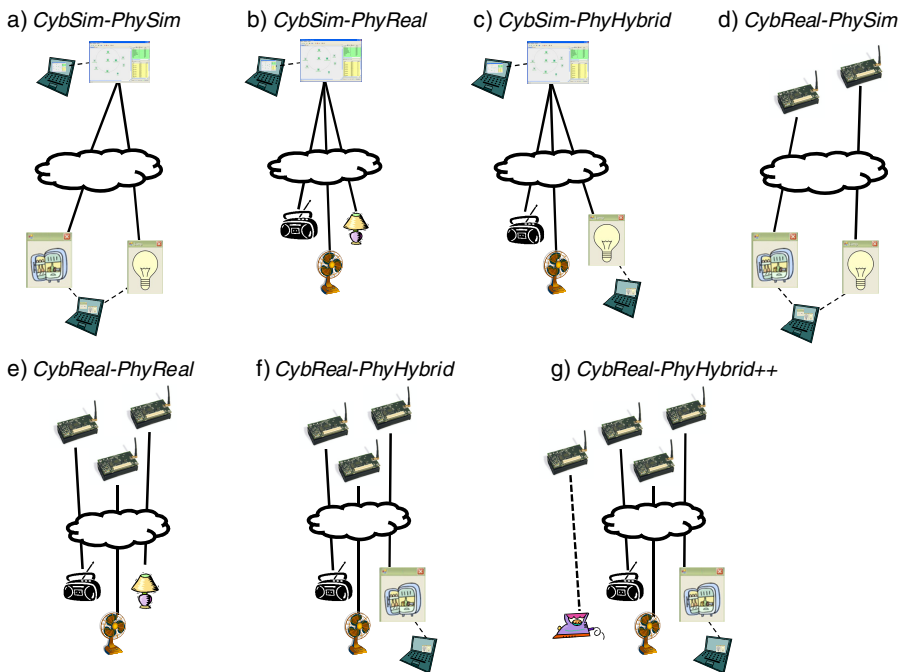 a) CybSim-PhySim
b) CybSim-PhyReal
c) CybSim-PhyHybrid
d) CybReal-PhySim
e) CybReal-PhyReal
f) CybReal-PhyHybrid
g) CybReal-PhyHybrid++